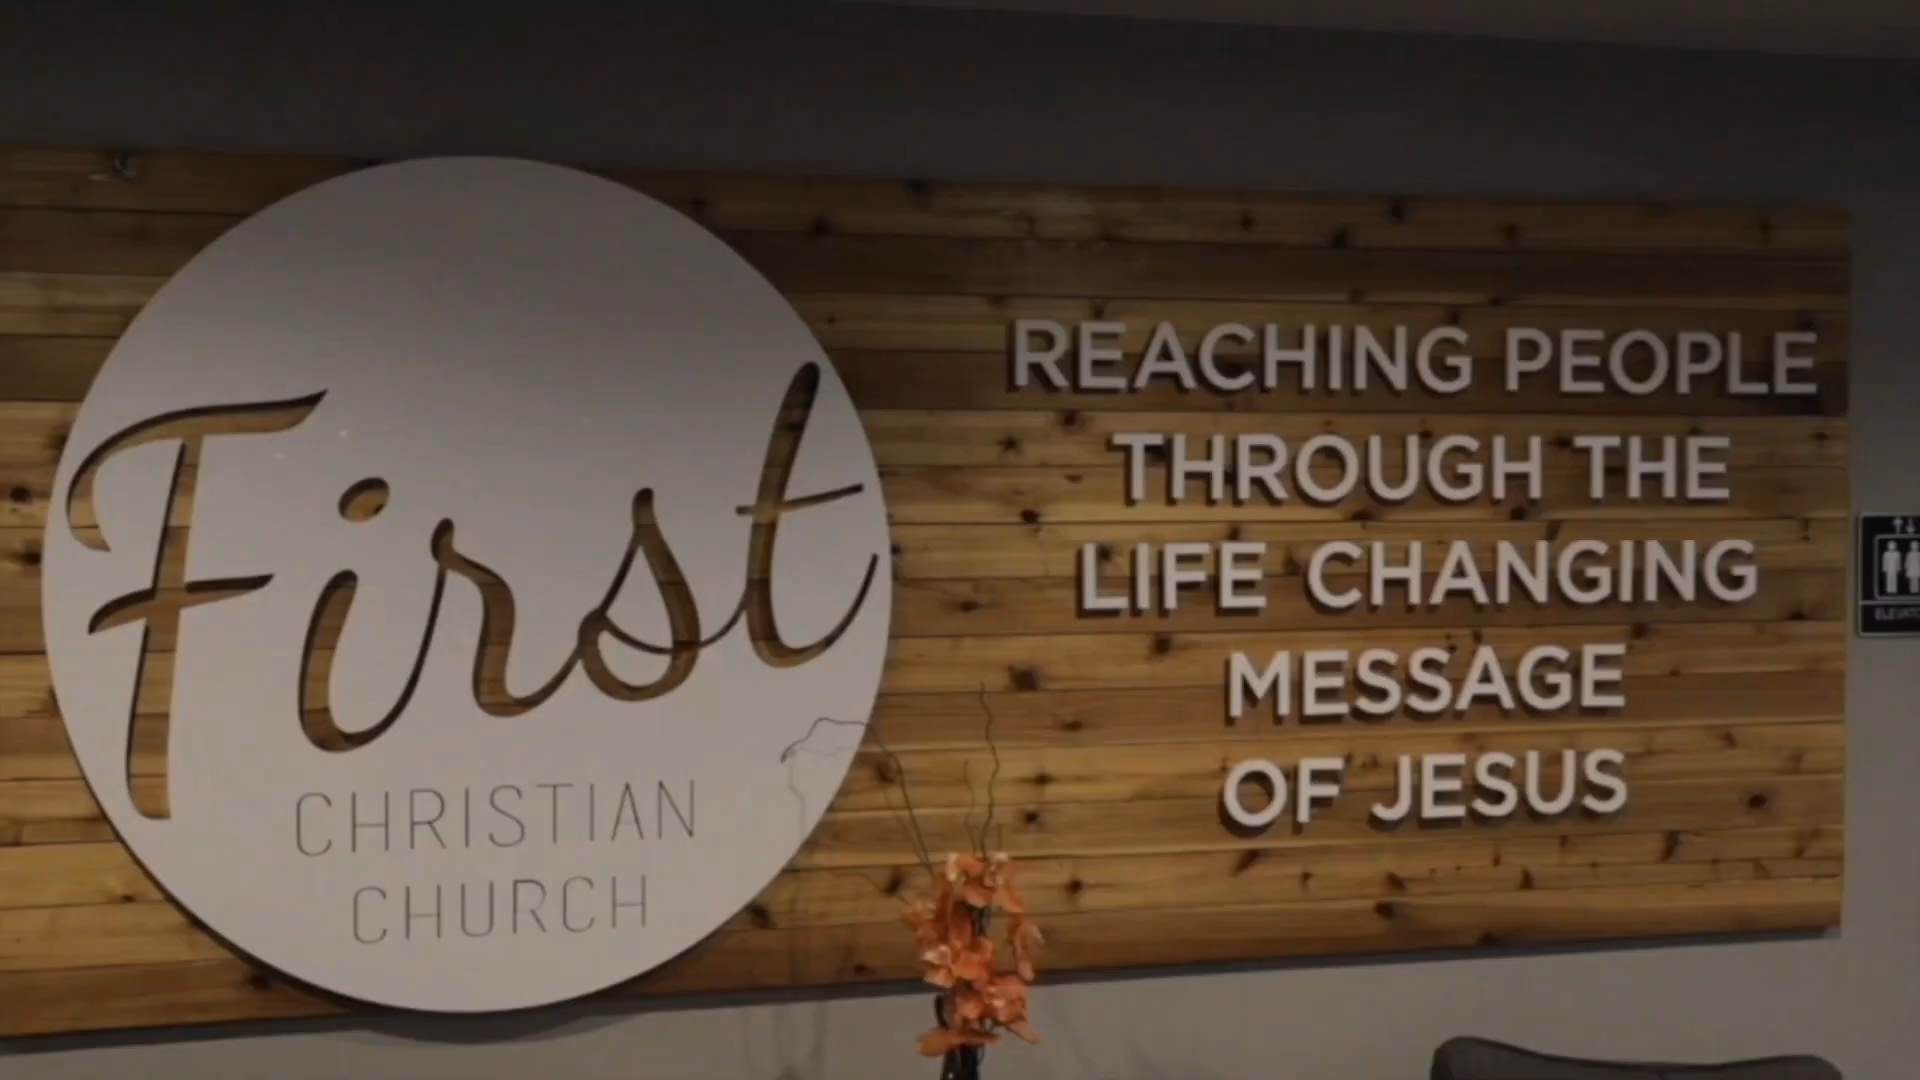 First
CHRISTIAN
CHURCH
REACHING PEOPLE
THROUGH THE
LIFE CHANGING
MESSAGE
OF JESUS